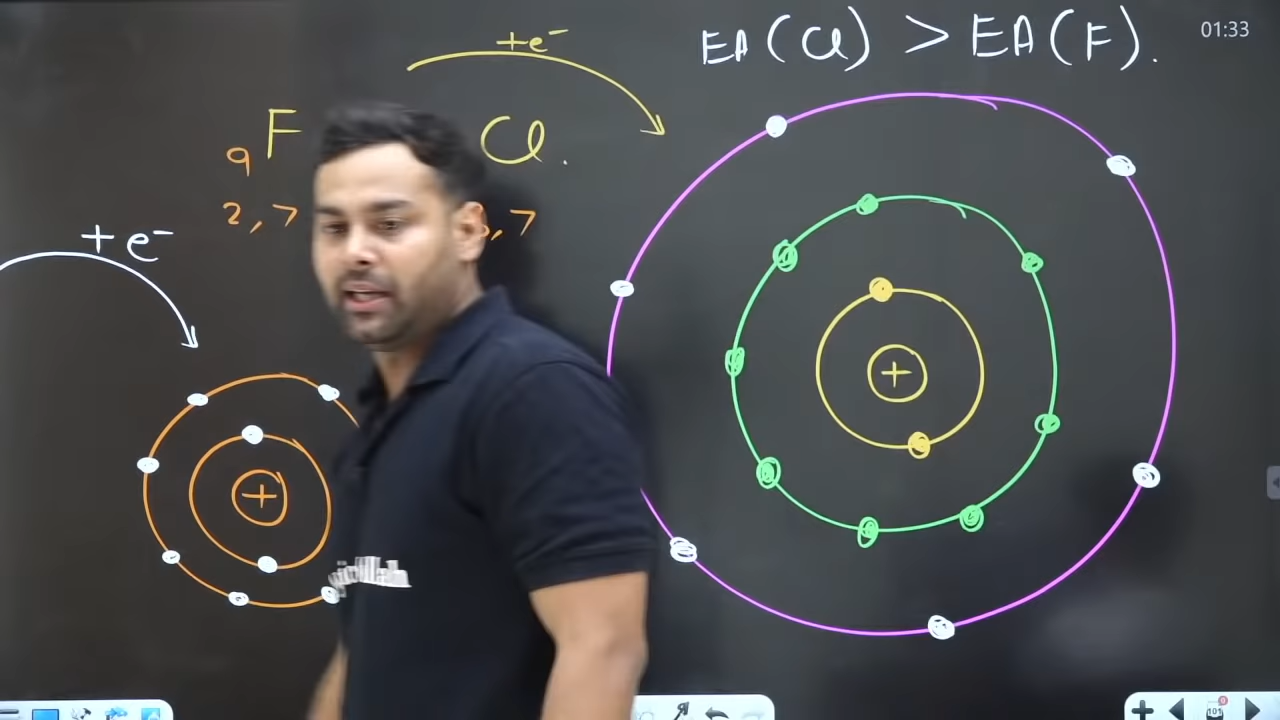 EA(Cl) > EA(F).
01:33
+e⁻
₉F
Cl.
2,7
,7
+e⁻
+
+